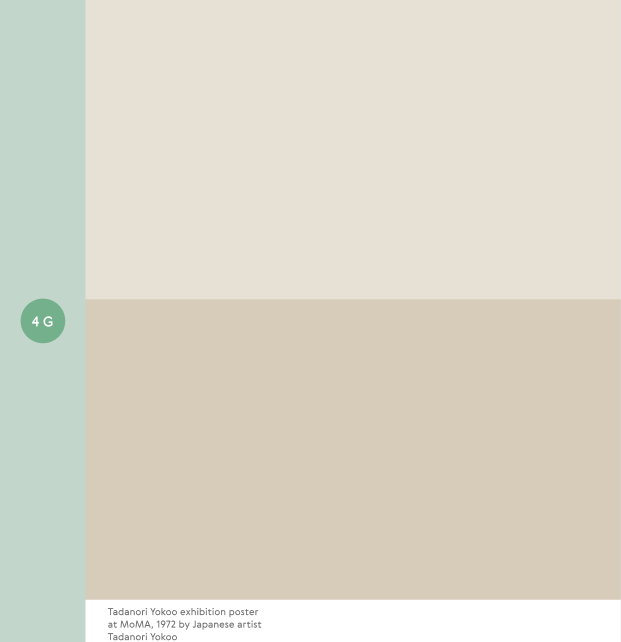 4 G
Tadanori Yokoo exhibition poster
at MoMA, 1972 by Japanese artist
Tadanori Yokoo